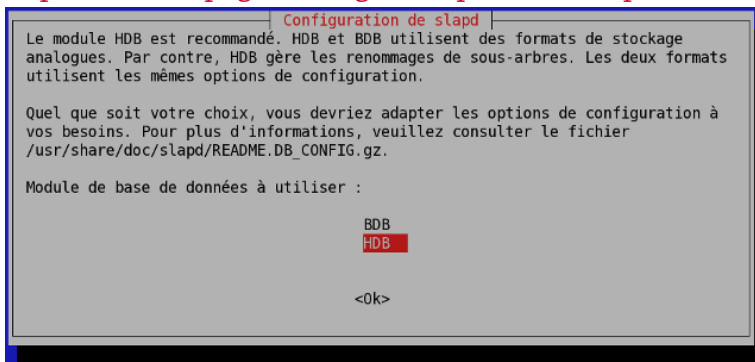 Configuration de slapd
Le module HDB est recommandé. HDB et BDB utilisent des formats de stockage
analogues. Par contre, HDB gère les renommages de sous-arbres. Les deux formats
utilisent les mêmes options de configuration.
Quel que soit votre choix, vous devriez adapter les options de configuration à
vos besoins. Pour plus d'informations, veuillez consulter le fichier
/usr/share/doc/slapd/README.DB_CONFIG.gz.
Module de base de données à utiliser :
BDB
HDB
<Ok>